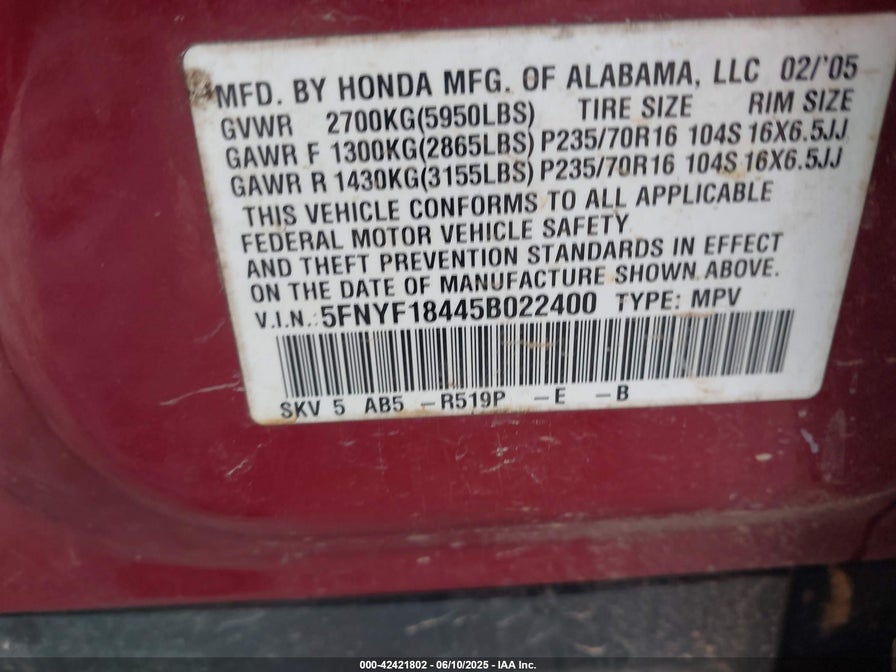 MFD. BY HONDA MFG. OF ALABAMA, LLC 02/'05
GVWR 2700KG(5950LBS) TIRE SIZE RIM SIZE
GAWR F 1300KG(2865LBS) P235/70R16 104S 16X6.5JJ
GAWR R 1430KG(3155LBS) P235/70R16 104S 16X6.5JJ
THIS VEHICLE CONFORMS TO ALL APPLICABLE
FEDERAL MOTOR VEHICLE SAFETY
AND THEFT PREVENTION STANDARDS IN EFFECT
ON THE DATE OF MANUFACTURE SHOWN ABOVE.
V.I.N.: 5FNYF18445B022400 TYPE: MPV
SKV 5 AB5 –R519P –E –B
000-42421802 - 06/10/2025 - IAA Inc.